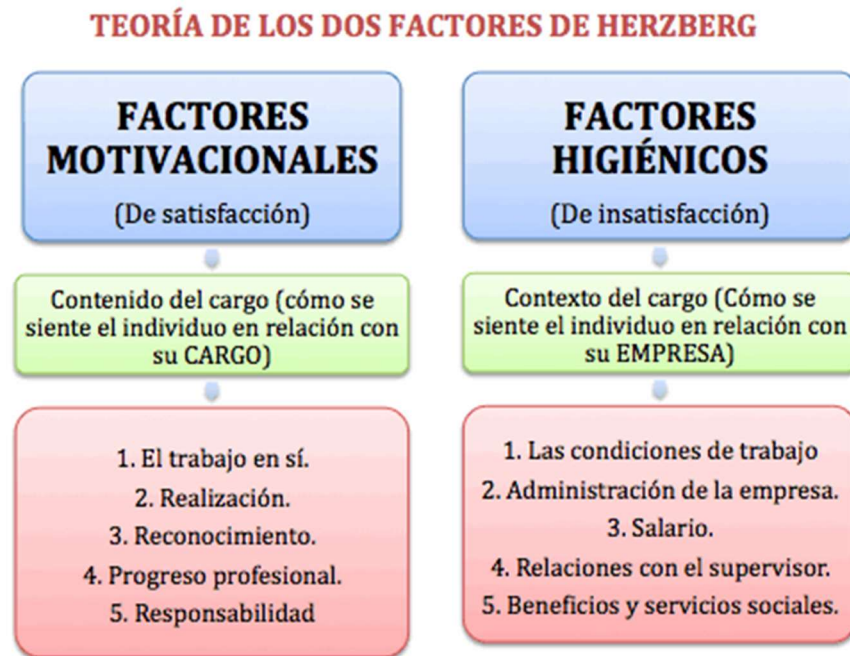 TEORÍA DE LOS DOS FACTORES DE HERZBERG
FACTORES
MOTIVACIONALES
(De satisfacción)
Contenido del cargo (cómo se
siente el individuo en relación con
su CARGO)
1. El trabajo en sí.
2. Realización.
3. Reconocimiento.
4. Progreso profesional.
5. Responsabilidad
FACTORES
HIGIÉNICOS
(De insatisfacción)
Contexto del cargo (Cómo se
siente el individuo en relación con
su EMPRESA)
1. Las condiciones de trabajo
2. Administración de la empresa.
3. Salario.
4. Relaciones con el supervisor.
5. Beneficios y servicios sociales.